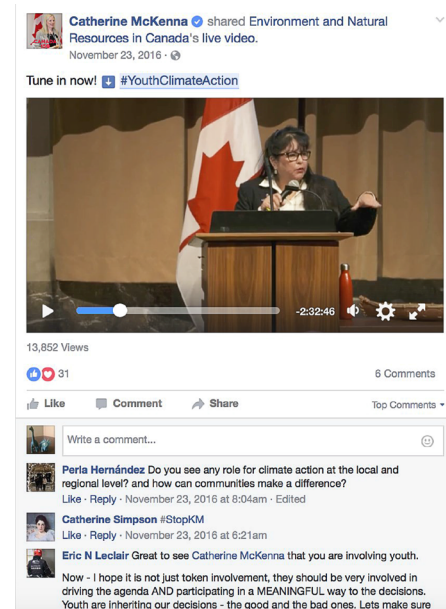 Catherine McKenna shared Environment and Natural
Resources in Canada's live video.
November 23, 2016 ·
Tune in now! #YouthClimateAction
-2:32:46
13,852 Views
31
6 Comments
Like Comment Share Top Comments
Write a comment...
Perla Hernández Do you see any role for climate action at the local and
regional level? and how can communities make a difference?
Like · Reply · November 23, 2016 at 8:04am · Edited
Catherine Simpson #StopKM
Like · Reply · November 23, 2016 at 6:21am
Eric N Leclair Great to see Catherine McKenna that you are involving youth.
Now - I hope it is not just token involvement, they should be very involved in
driving the agenda AND participating in a MEANINGFUL way to the decisions.
Youth are inheriting our decisions - the good and the bad ones. Lets make sure